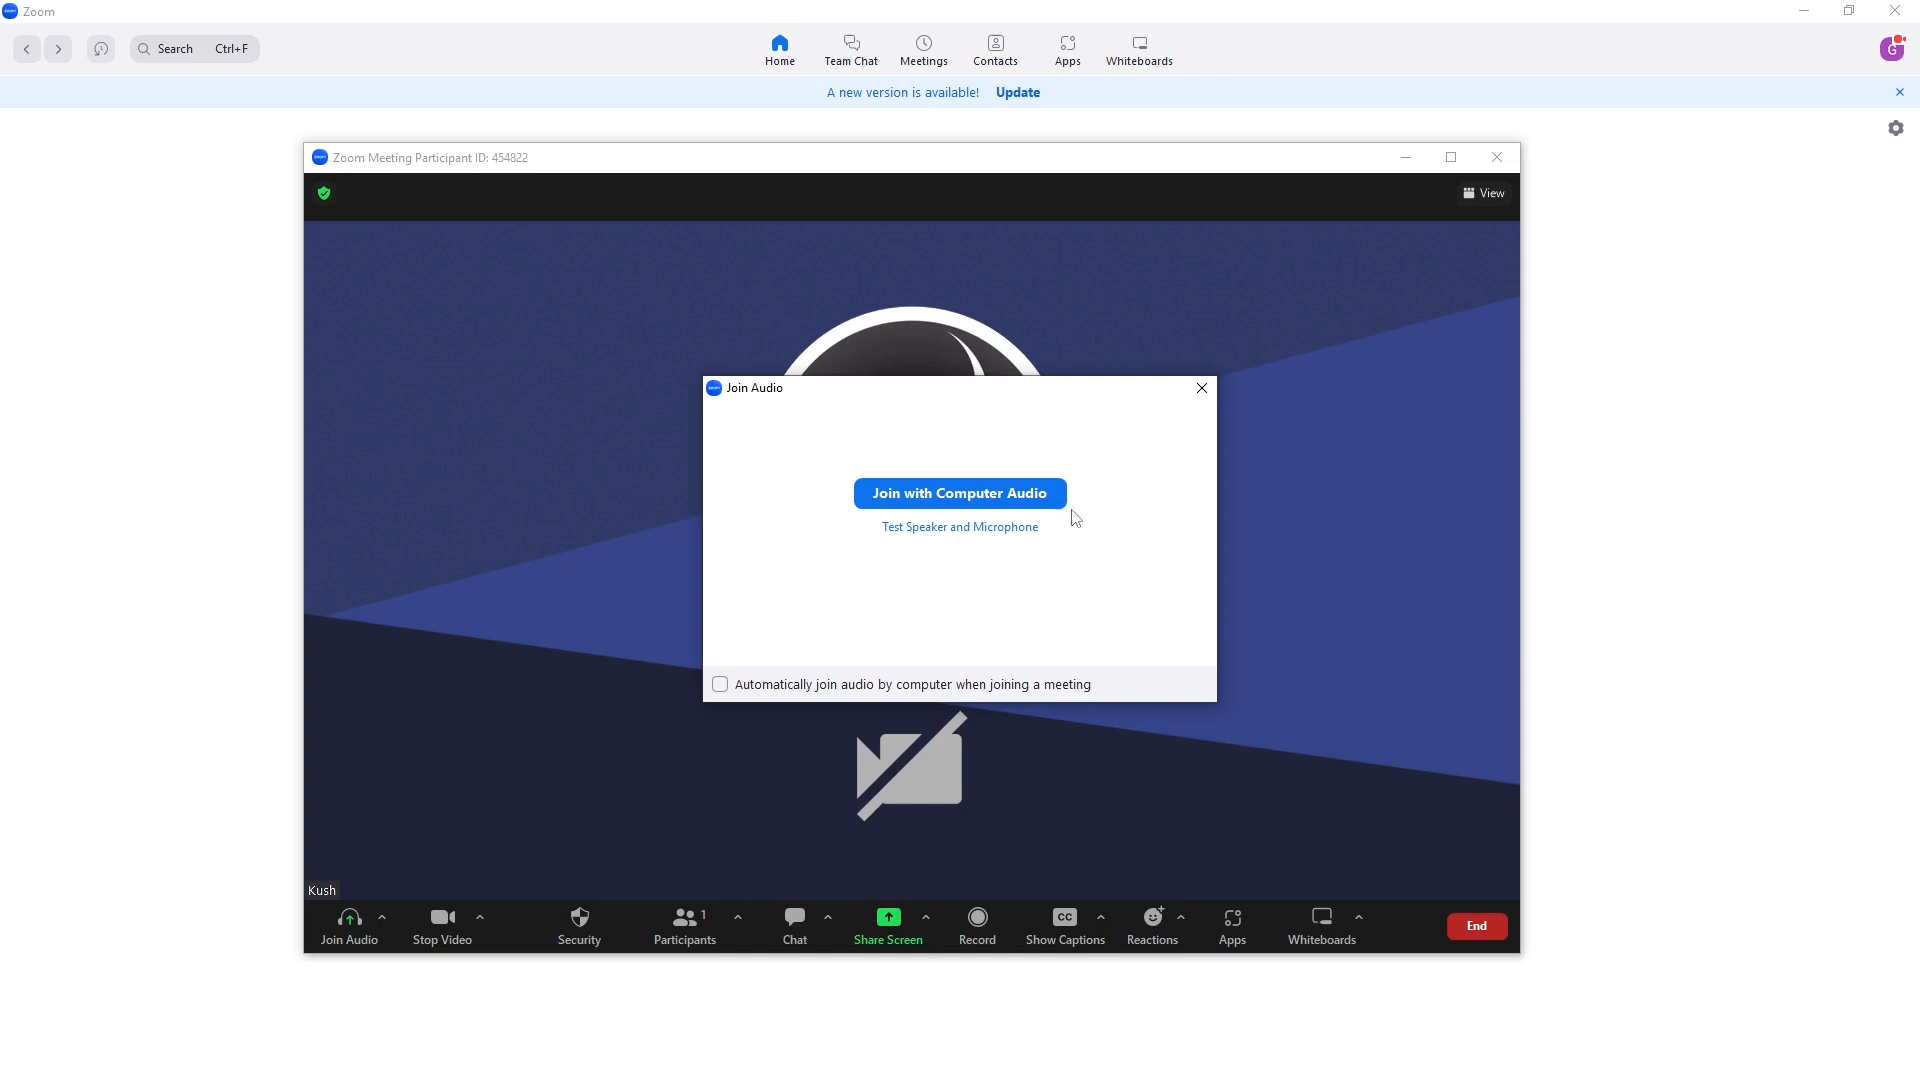 Zoom
Search Ctrl+F
Home
Team Chat
Meetings
Contacts
Apps
Whiteboards
G
A new version is available! Update
Zoom Meeting Participant ID: 454822
View
Join Audio
Join with Computer Audio
Test Speaker and Microphone
Automatically join audio by computer when joining a meeting
Kush
Join Audio
Stop Video
Security
1
Participants
Chat
Share Screen
Record
CC
Show Captions
Reactions
Apps
Whiteboards
End